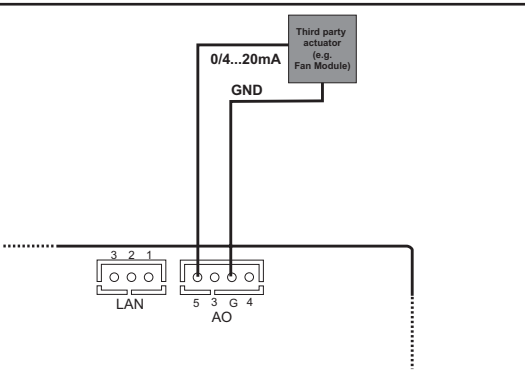 Third party
actuator
(e.g.
Fan Module)
0/4...20mA
GND
3 2 1
LAN
5 3 G 4
AO